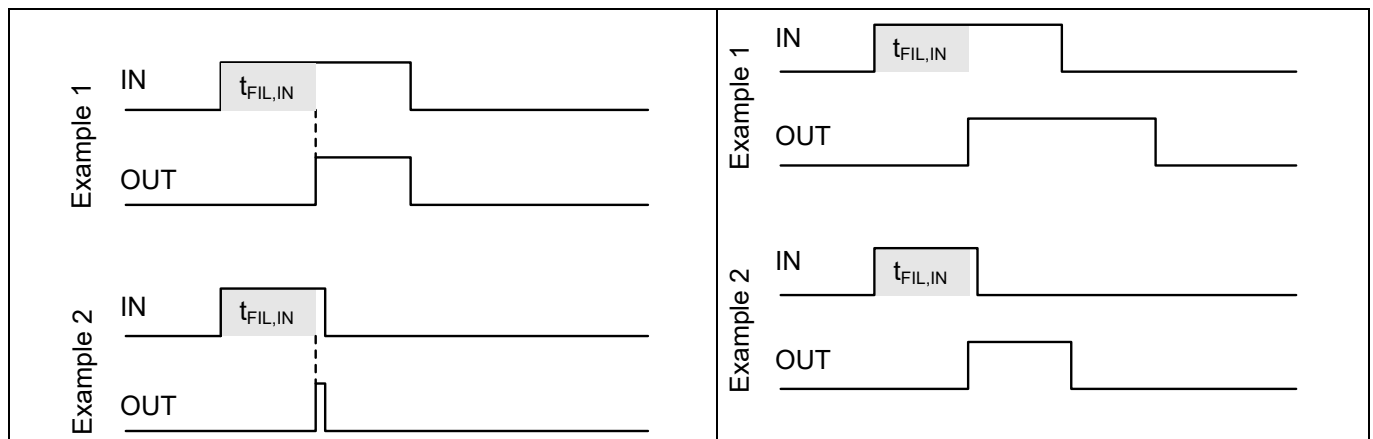 Example 1
IN
t_FIL,IN
OUT
Example 2
IN
t_FIL,IN
OUT
Example 1
IN
t_FIL,IN
OUT
Example 2
IN
t_FIL,IN
OUT